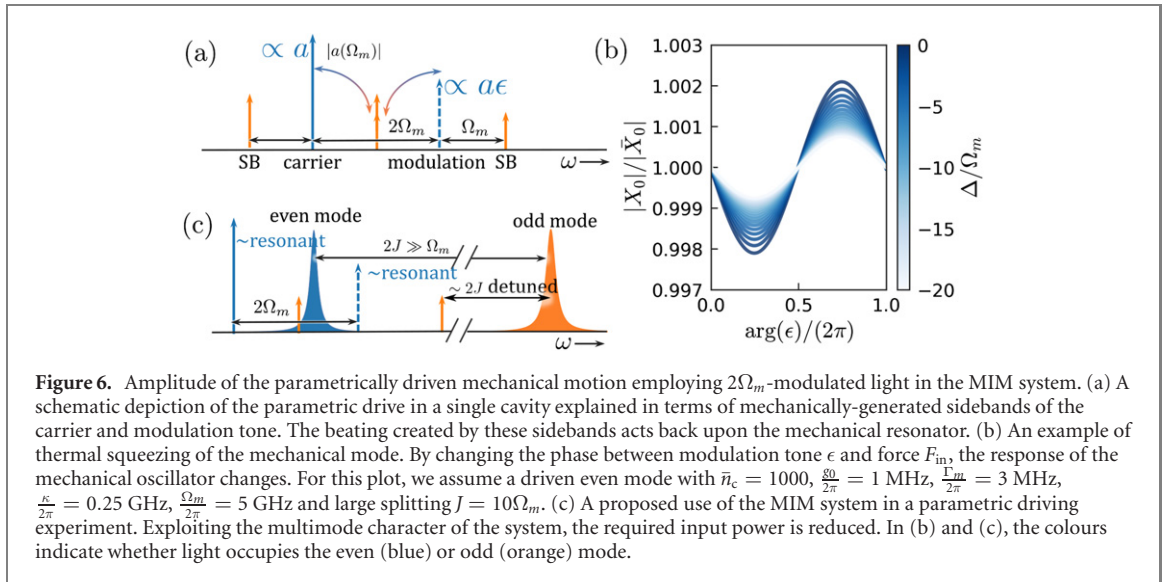 (a)
∝ a
|a(Ω_m)|
∝ aϵ
2Ω_m
Ω_m
SB
carrier
modulation
SB
ω
(b)
1.003
1.002
1.001
1.000
0.999
0.998
0.997
|X_0|/|X̄_0|
0.0
0.5
1.0
arg(ϵ)/(2π)
0
−5
−10
−15
−20
Δ/Ω_m
(c)
even mode
odd mode
~resonant
2J ≫ Ω_m
~resonant
~ 2J detuned
2Ω_m
ω
Figure 6. Amplitude of the parametrically driven mechanical motion employing 2Ω_m-modulated light in the MIM system. (a) A
schematic depiction of the parametric drive in a single cavity explained in terms of mechanically-generated sidebands of the
carrier and modulation tone. The beating created by these sidebands acts back upon the mechanical resonator. (b) An example of
thermal squeezing of the mechanical mode. By changing the phase between modulation tone ϵ and force F_in, the response of the
mechanical oscillator changes. For this plot, we assume a driven even mode with n̄_c = 1000, g_0/2π = 1 MHz, Γ_m/2π = 3 MHz,
κ/2π = 0.25 GHz, Ω_m/2π = 5 GHz and large splitting J = 10Ω_m. (c) A proposed use of the MIM system in a parametric driving
experiment. Exploiting the multimode character of the system, the required input power is reduced. In (b) and (c), the colours
indicate whether light occupies the even (blue) or odd (orange) mode.